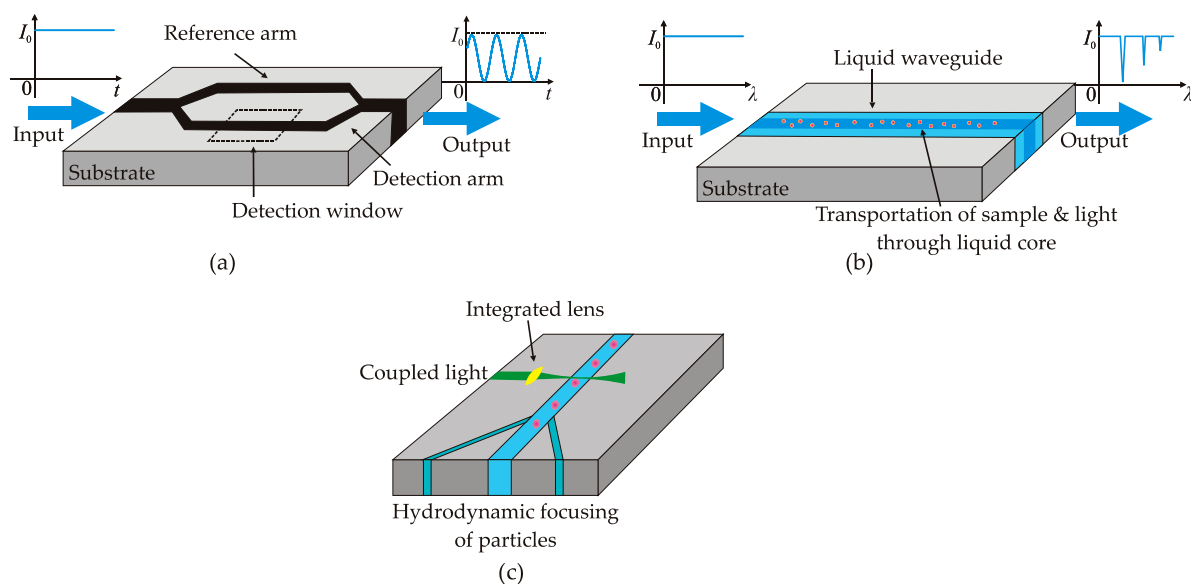 I₀
0
t
Input
Reference arm
Substrate
Detection window
Detection arm
I₀
0
t
Output
(a)
I₀
0
λ
Input
Liquid waveguide
Substrate
Transportation of sample & light
through liquid core
I₀
0
λ
Output
(b)
Integrated lens
Coupled light
Hydrodynamic focusing
of particles
(c)